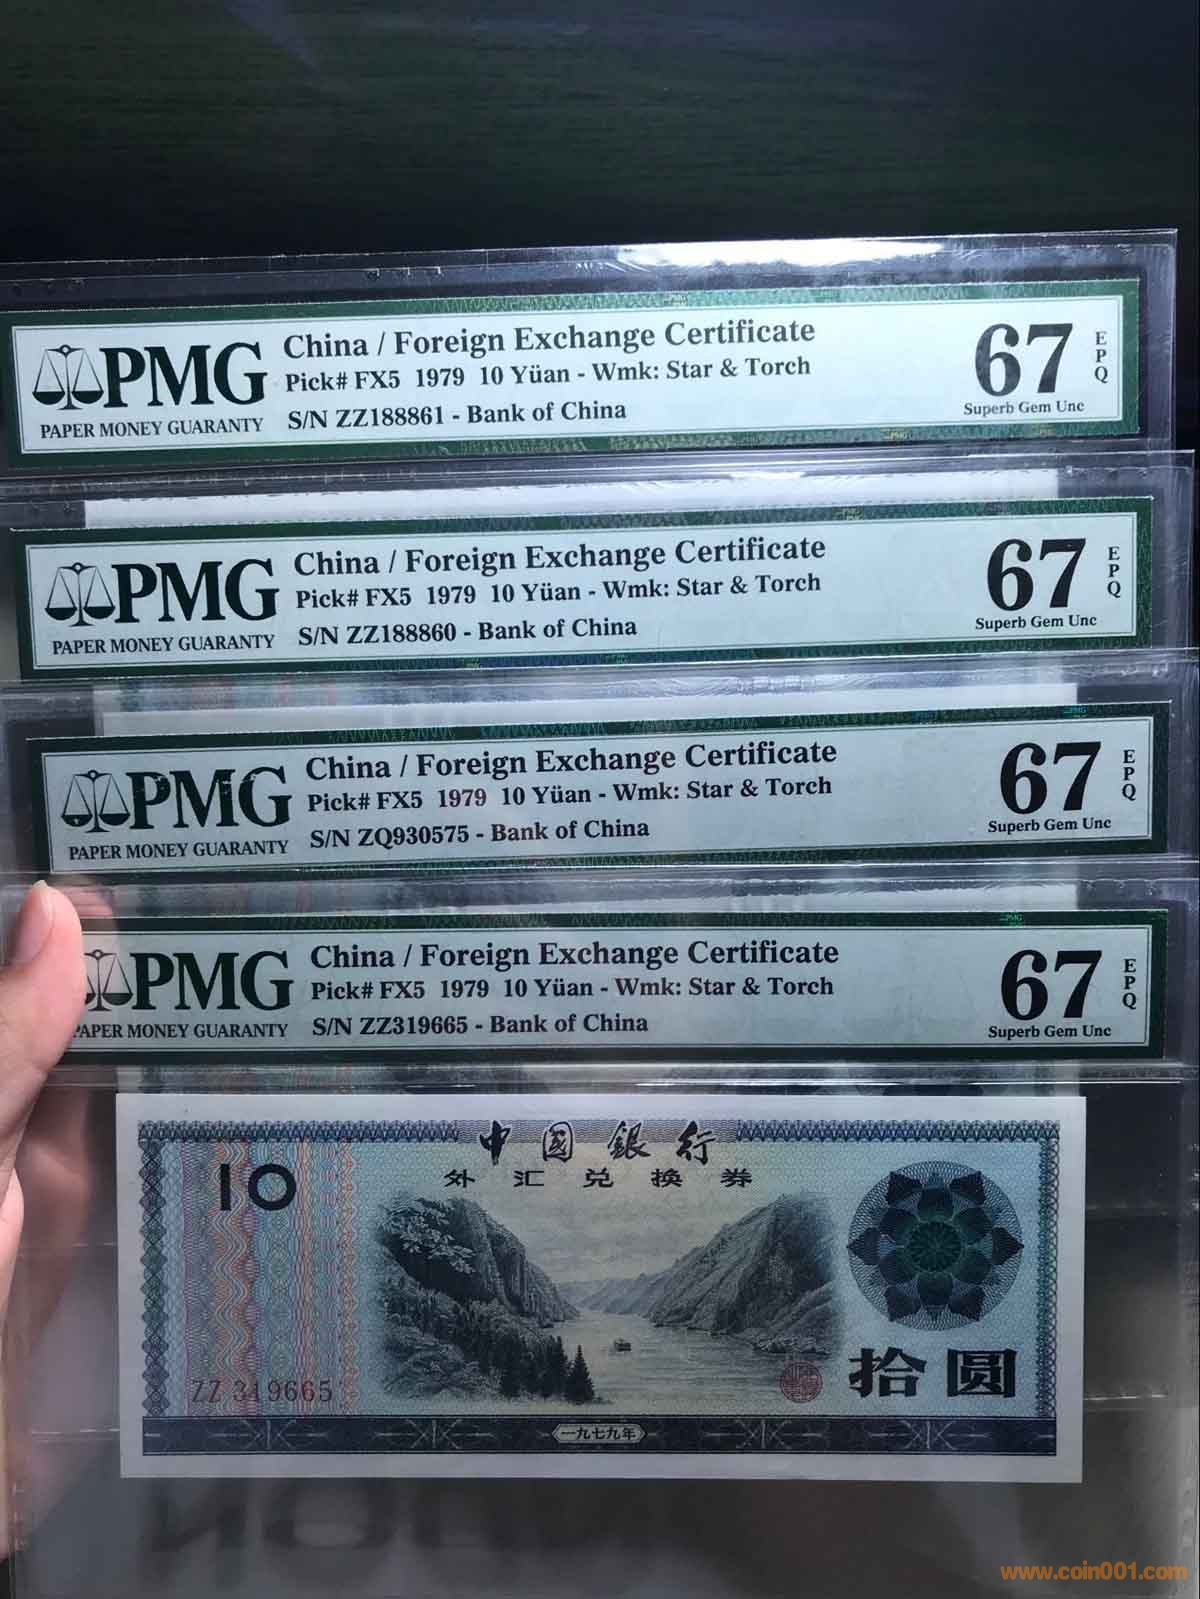 China / Foreign Exchange Certificate
PMG
Pick# FX5 1979 10 Yüan - Wmk: Star & Torch
PAPER MONEY GUARANTY
S/N ZZ188861 - Bank of China
67
EPQ
Superb Gem Unc
China / Foreign Exchange Certificate
PMG
Pick# FX5 1979 10 Yüan - Wmk: Star & Torch
PAPER MONEY GUARANTY
S/N ZZ188860 - Bank of China
67
EPQ
Superb Gem Unc
China / Foreign Exchange Certificate
PMG
Pick# FX5 1979 10 Yüan - Wmk: Star & Torch
PAPER MONEY GUARANTY
S/N ZQ930575 - Bank of China
67
EPQ
Superb Gem Unc
China / Foreign Exchange Certificate
PMG
Pick# FX5 1979 10 Yüan - Wmk: Star & Torch
PAPER MONEY GUARANTY
S/N ZZ319665 - Bank of China
67
EPQ
Superb Gem Unc
中國銀行
外汇兑换券
10
拾圆
ZZ 319665
一九七九年
www.coin001.com